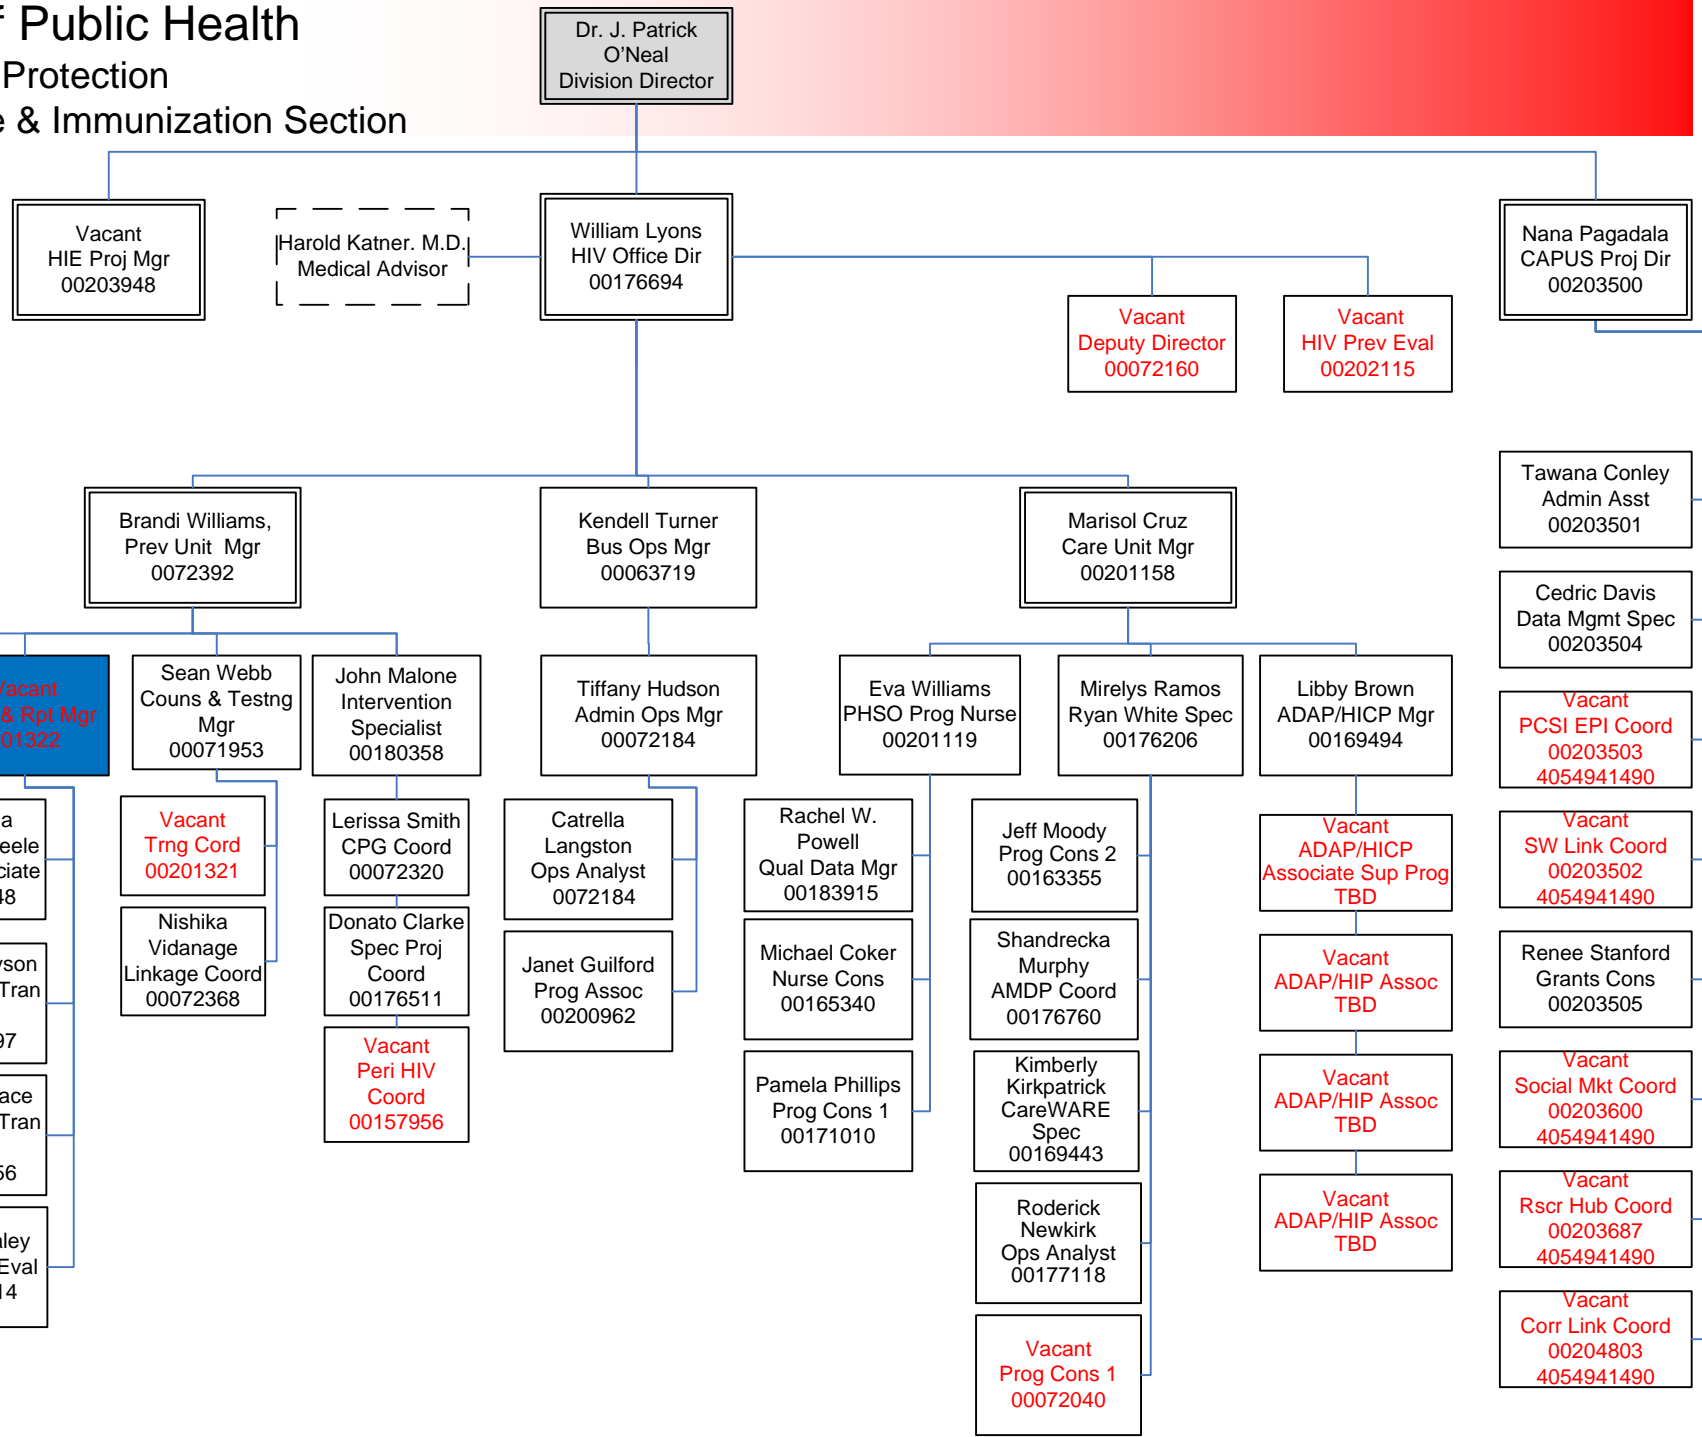 Public Health
Protection
& Immunization Section
Dr. J. Patrick
O'Neal
Division Director
Vacant
HIE Proj Mgr
00203948
Harold Katner. M.D.
Medical Advisor
William Lyons
HIV Office Dir
00176694
Vacant
Deputy Director
00072160
Vacant
HIV Prev Eval
00202115
Nana Pagadala
CAPUS Proj Dir
00203500
Brandi Williams,
Prev Unit  Mgr
0072392
Kendell Turner
Bus Ops Mgr
00063719
Marisol Cruz
Care Unit Mgr
00201158
Vacant
& Rpt Mgr
01322
Sean Webb
Couns & Testng
Mgr
00071953
John Malone
Intervention
Specialist
00180358
Tiffany Hudson
Admin Ops Mgr
00072184
Eva Williams
PHSO Prog Nurse
00201119
Mirelys Ramos
Ryan White Spec
00176206
Libby Brown
ADAP/HICP Mgr
00169494
Tran
Tran
Eval
Vacant
Trng Cord
00201321
Nishika
Vidanage
Linkage Coord
00072368
Lerissa Smith
CPG Coord
00072320
Donato Clarke
Spec Proj
Coord
00176511
Vacant
Peri HIV
Coord
00157956
Catrella
Langston
Ops Analyst
0072184
Janet Guilford
Prog Assoc
00200962
Rachel W.
Powell
Qual Data Mgr
00183915
Michael Coker
Nurse Cons
00165340
Pamela Phillips
Prog Cons 1
00171010
Jeff Moody
Prog Cons 2
00163355
Shandrecka
Murphy
AMDP Coord
00176760
Kimberly
Kirkpatrick
CareWARE
Spec
00169443
Roderick
Newkirk
Ops Analyst
00177118
Vacant
Prog Cons 1
00072040
Vacant
ADAP/HICP
Associate Sup Prog
TBD
Vacant
ADAP/HIP Assoc
TBD
Vacant
ADAP/HIP Assoc
TBD
Vacant
ADAP/HIP Assoc
TBD
Tawana Conley
Admin Asst
00203501
Cedric Davis
Data Mgmt Spec
00203504
Vacant
PCSI EPI Coord
00203503
4054941490
Vacant
SW Link Coord
00203502
4054941490
Renee Stanford
Grants Cons
00203505
Vacant
Social Mkt Coord
00203600
4054941490
Vacant
Rscr Hub Coord
00203687
4054941490
Vacant
Corr Link Coord
00204803
4054941490